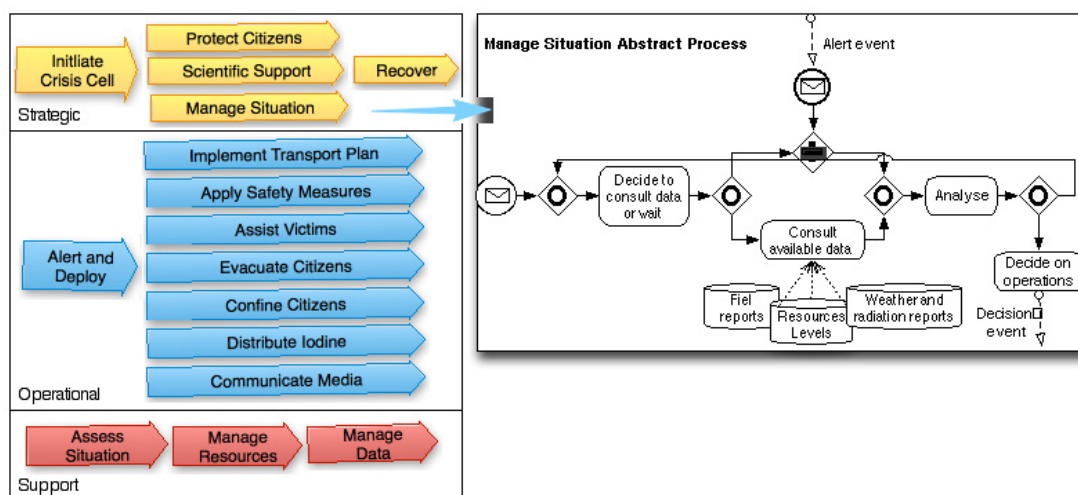 Initliate
Crisis Cell
Protect Citizens
Scientific Support
Manage Situation
Recover
Strategic
Alert and
Deploy
Implement Transport Plan
Apply Safety Measures
Assist Victims
Evacuate Citizens
Confine Citizens
Distribute Iodine
Communicate Media
Operational
Assess
Situation
Manage
Resources
Manage
Data
Support
Manage Situation Abstract Process
Alert event
Decide to
consult data
or wait
Consult
available data
Analyse
Decide on
operations
Fiel
reports
Resources
Levels
Weather and
radiation reports
Decision
event